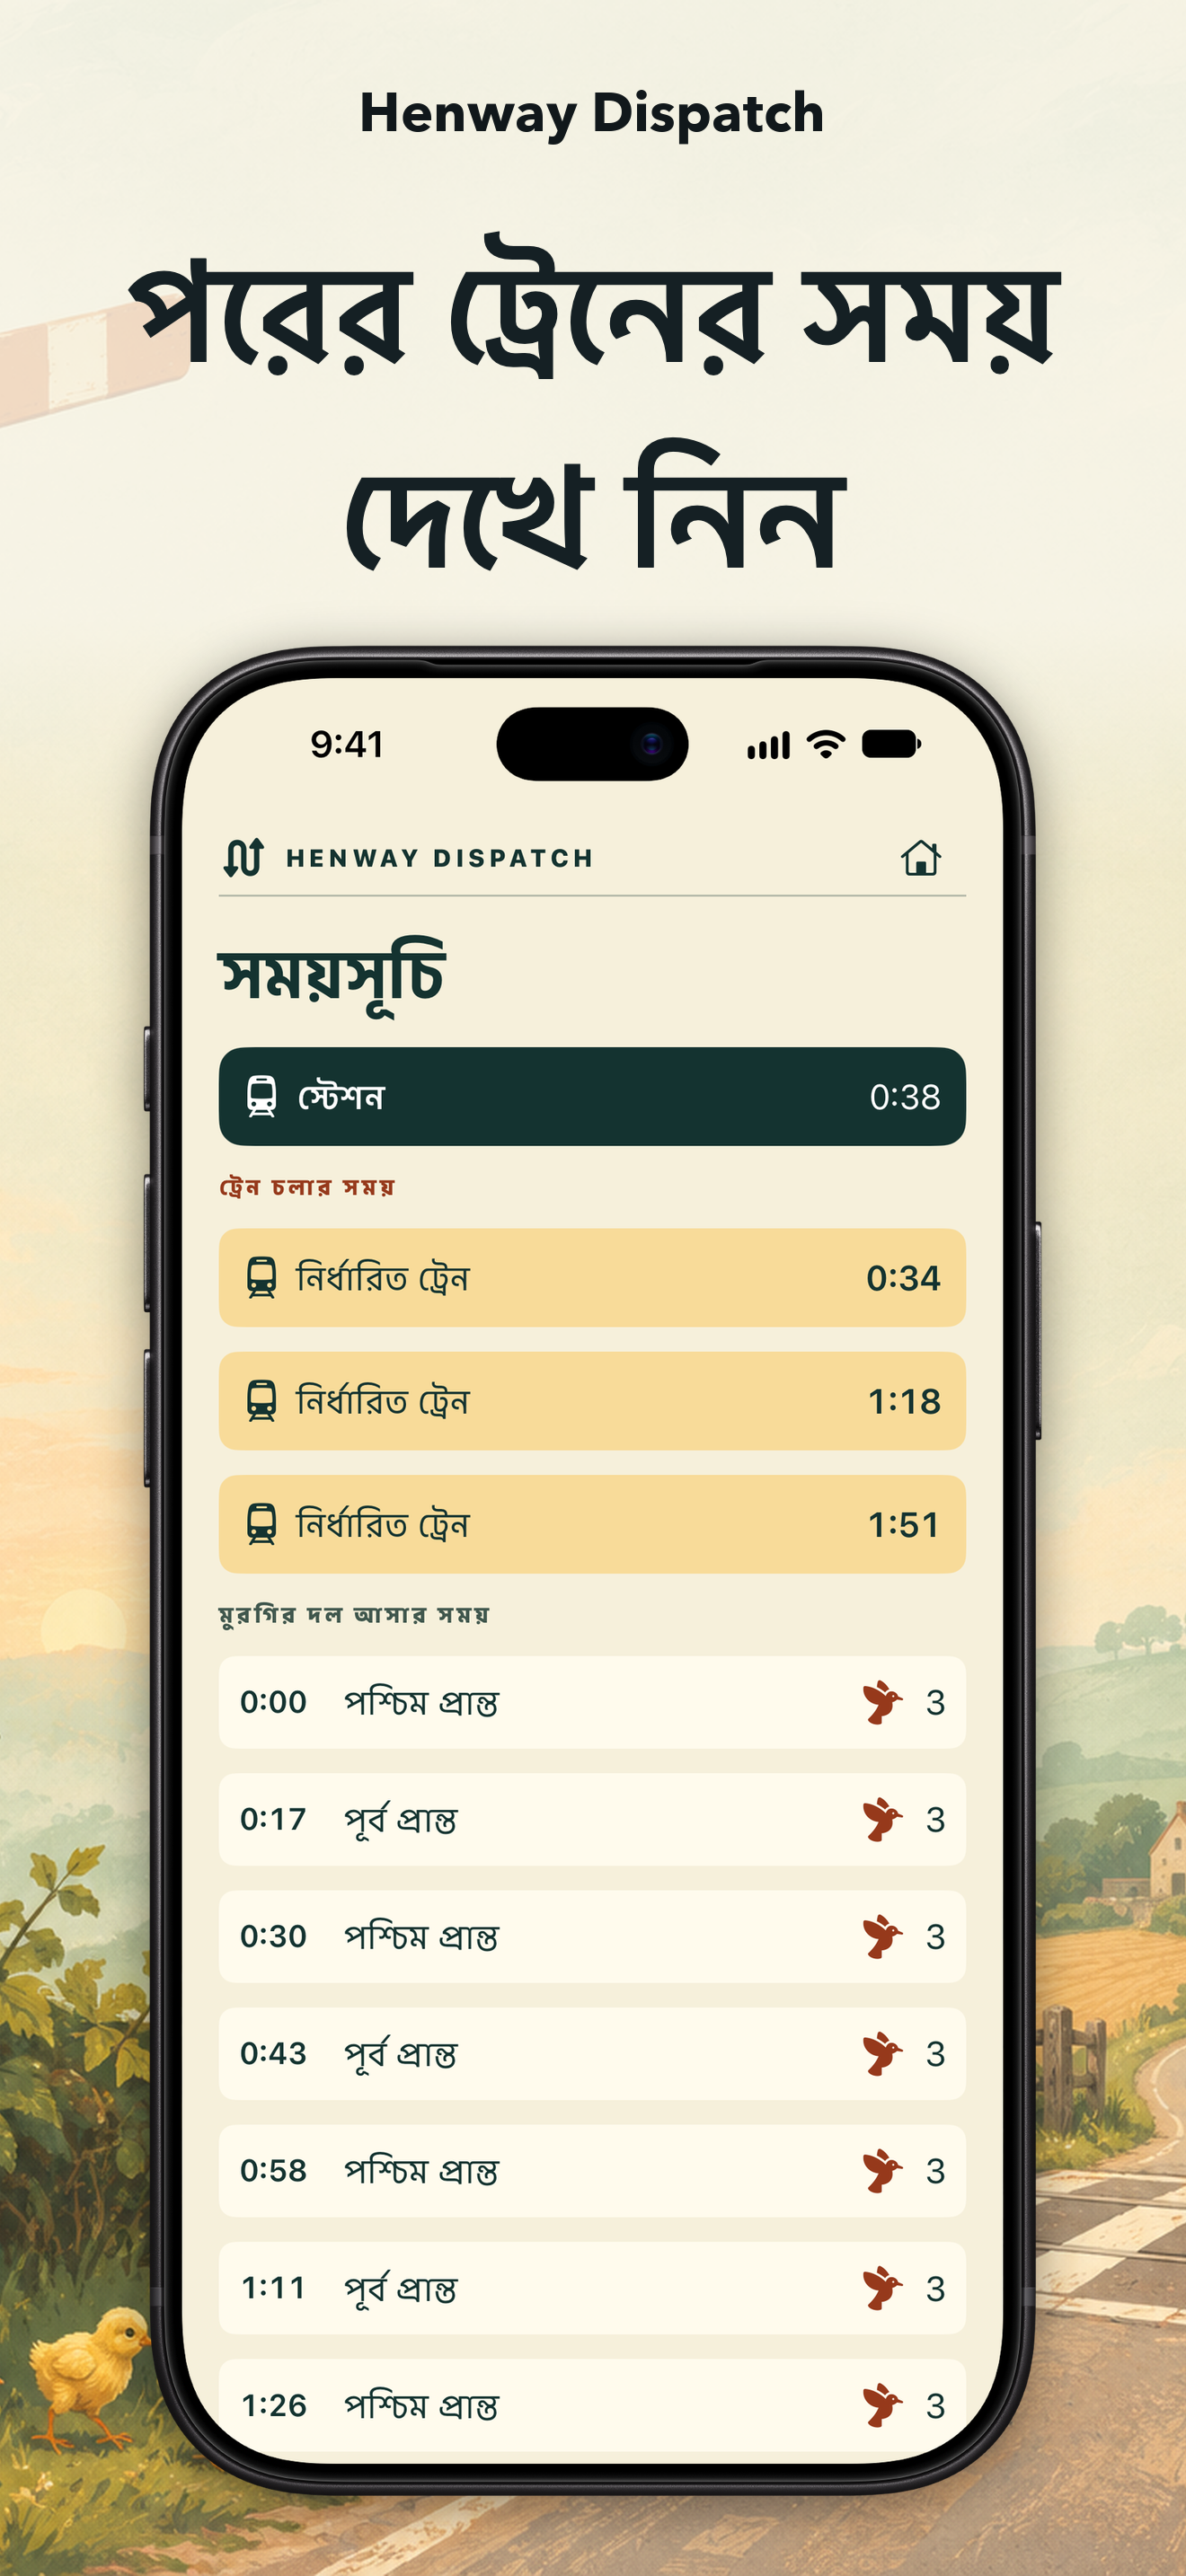 Henway Dispatch
পরের ট্রেনের সময়
দেখে নিন
9:41
HENWAY DISPATCH
সময়সূচি
স্টেশন 0:38
ট্রেন চলার সময়
নির্ধারিত ট্রেন 0:34
নির্ধারিত ট্রেন 1:18
নির্ধারিত ট্রেন 1:51
মুরগির দল আসার সময়
0:00 পশ্চিম প্রান্ত 3
0:17 পূর্ব প্রান্ত 3
0:30 পশ্চিম প্রান্ত 3
0:43 পূর্ব প্রান্ত 3
0:58 পশ্চিম প্রান্ত 3
1:11 পূর্ব প্রান্ত 3
1:26 পশ্চিম প্রান্ত 3